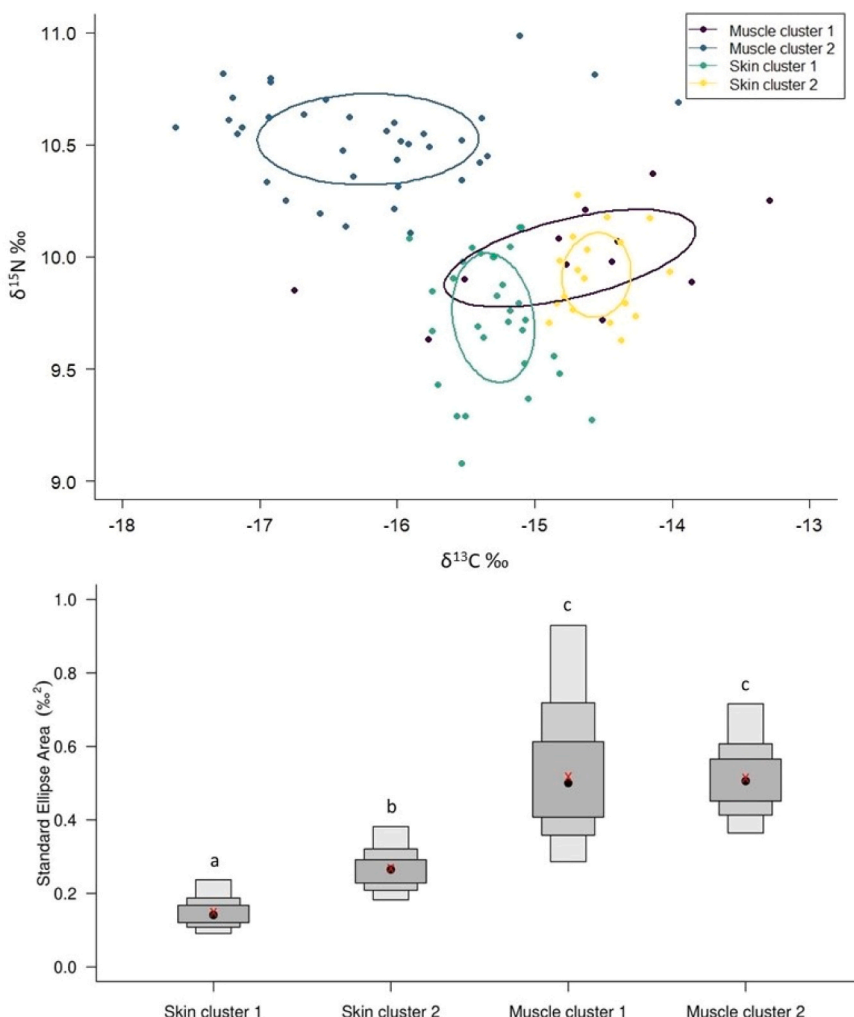 Muscle cluster 1
Muscle cluster 2
Skin cluster 1
Skin cluster 2
11.0
10.5
10.0
9.5
9.0
δ¹⁵N ‰
-18 -17 -16 -15 -14 -13
δ¹³C ‰
1.0
0.8
0.6
0.4
0.2
0.0
Standard Ellipse Area (‰²)
a
b
c
c
Skin cluster 1 Skin cluster 2 Muscle cluster 1 Muscle cluster 2